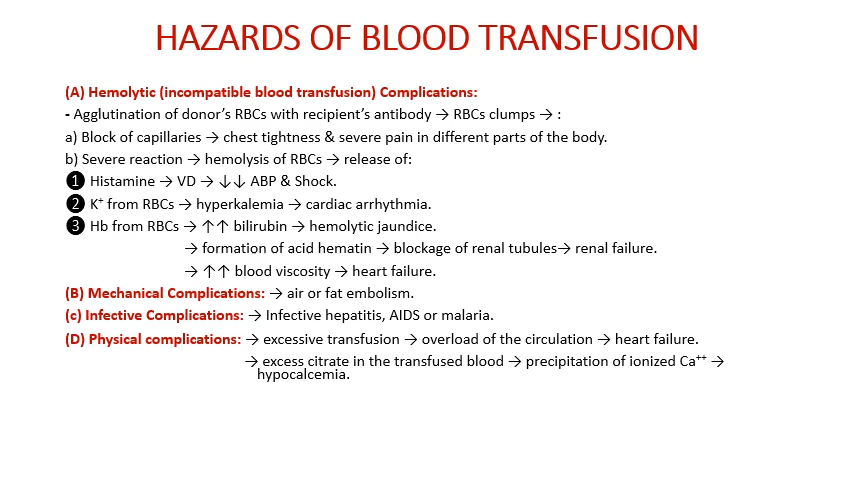 HAZARDS OF BLOOD TRANSFUSION
(A) Hemolytic (incompatible blood transfusion) Complications:
- Agglutination of donor’s RBCs with recipient’s antibody → RBCs clumps → :
a) Block of capillaries → chest tightness & severe pain in different parts of the body.
b) Severe reaction → hemolysis of RBCs → release of:
❶ Histamine → VD → ↓↓ ABP & Shock.
❷ K⁺ from RBCs → hyperkalemia → cardiac arrhythmia.
❸ Hb from RBCs → ↑↑ bilirubin → hemolytic jaundice.
→ formation of acid hematin → blockage of renal tubules→ renal failure.
→ ↑↑ blood viscosity → heart failure.
(B) Mechanical Complications: → air or fat embolism.
(c) Infective Complications: → Infective hepatitis, AIDS or malaria.
(D) Physical complications: → excessive transfusion → overload of the circulation → heart failure.
→ excess citrate in the transfused blood → precipitation of ionized Ca⁺⁺ →
hypocalcemia.